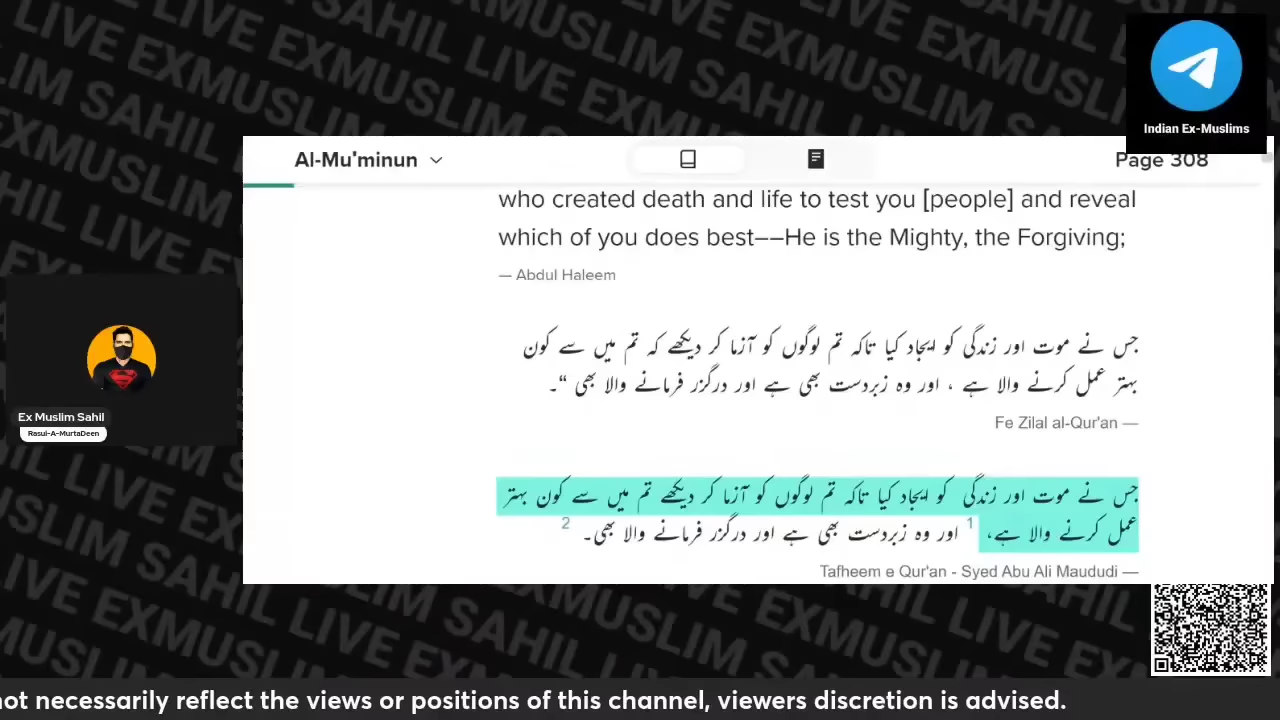 Indian Ex-Muslims
Al-Mu'minun
Page 308
who created death and life to test you [people] and reveal
which of you does best––He is the Mighty, the Forgiving;
— Abdul Haleem
جس نے موت اور زندگی کو ایجاد کیا تاکہ تم لوگوں کو آزما کر دیکھے کہ تم میں سے کون
بہتر عمل کرنے والا ہے ، اور وہ زبردست بھی ہے اور درگزر فرمانے والا بھی “۔
Fe Zilal al-Qur'an —
جس نے موت اور زندگی کو ایجاد کیا تاکہ تم لوگوں کو آزما کر دیکھے تم میں سے کون بہتر
عمل کرنے والا ہے، 1 اور وہ زبردست بھی ہے اور درگزر فرمانے والا بھی۔ 2
Tafheem e Qur'an - Syed Abu Ali Maududi —
Ex Muslim Sahil
Rasul-A-MurtaDeen
not necessarily reflect the views or positions of this channel, viewers discretion is advised.